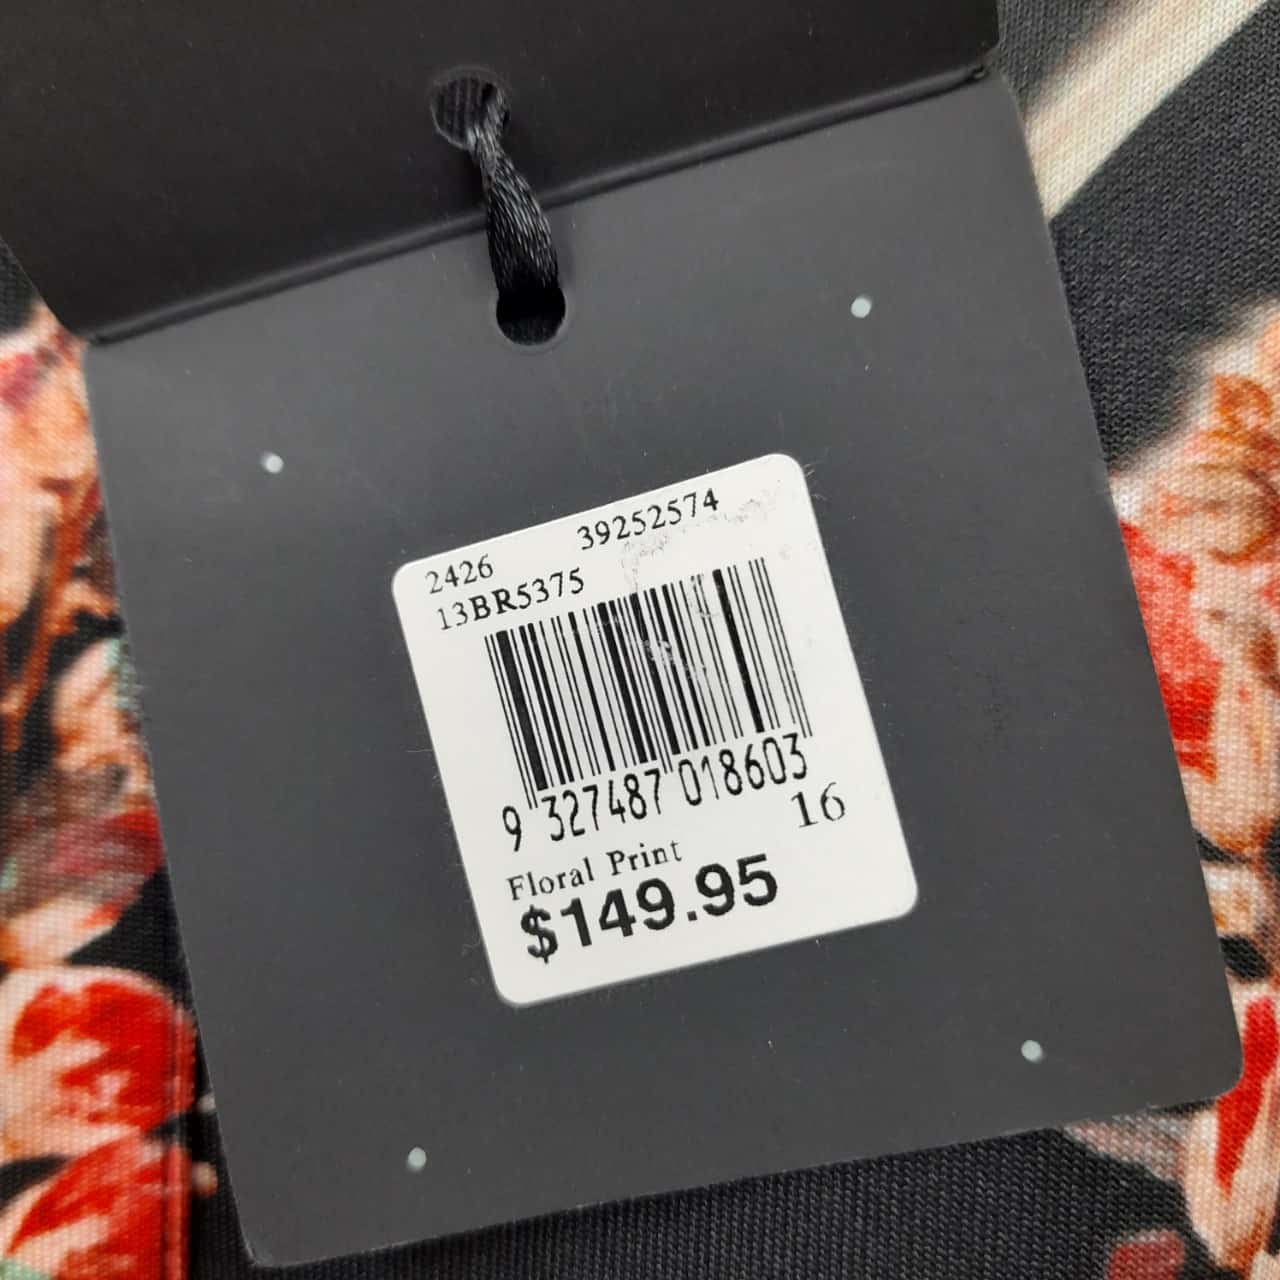 2426 39252574
13BR5375
9 327487 018603
16
Floral Print
$149.95